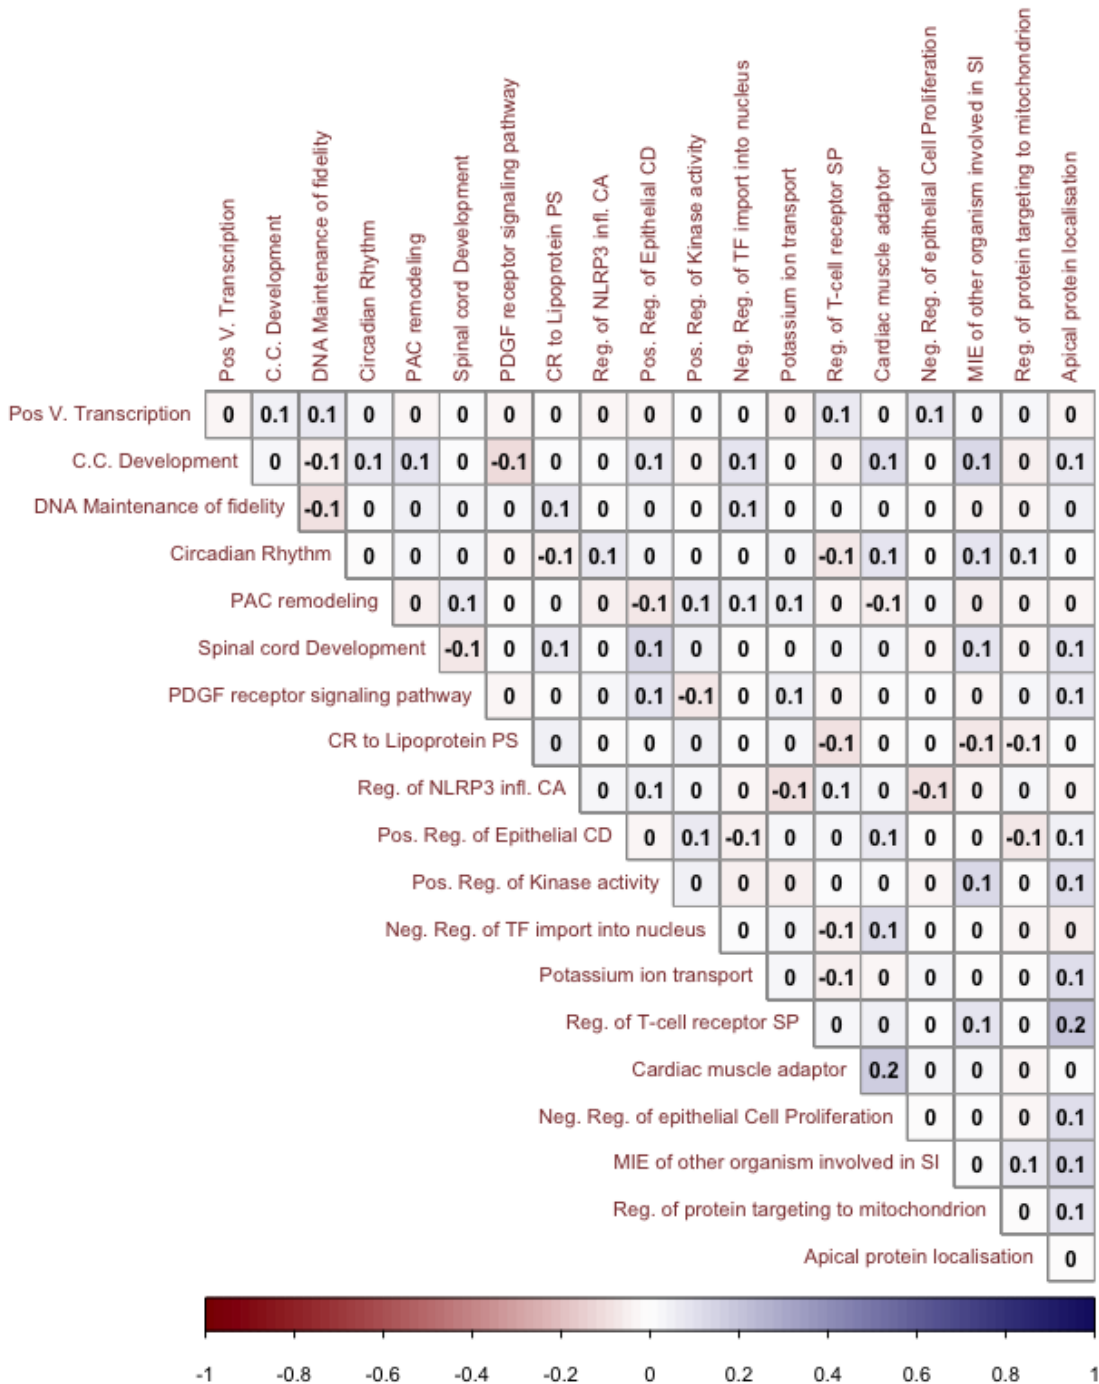 Pos V. Transcription
C.C. Development
DNA Maintenance of fidelity
Circadian Rhythm
PAC remodeling
Spinal cord Development
PDGF receptor signaling pathway
CR to Lipoprotein PS
Reg. of NLRP3 infl. CA
Pos. Reg. of Epithelial CD
Pos. Reg. of Kinase activity
Neg. Reg. of TF import into nucleus
Potassium ion transport
Reg. of T-cell receptor SP
Cardiac muscle adaptor
Neg. Reg. of epithelial Cell Proliferation
MIE of other organism involved in SI
Reg. of protein targeting to mitochondrion
Apical protein localisation
Pos V. Transcription 0 0.1 0.1 0 0 0 0 0 0 0 0 0 0 0.1 0 0.1 0 0 0
C.C. Development 0 -0.1 0.1 0.1 0 -0.1 0 0 0.1 0 0.1 0 0 0.1 0 0.1 0 0.1
DNA Maintenance of fidelity -0.1 0 0 0 0 0.1 0 0 0 0.1 0 0 0 0 0 0 0
Circadian Rhythm 0 0 0 0 -0.1 0.1 0 0 0 0 -0.1 0.1 0 0.1 0.1 0
PAC remodeling 0 0.1 0 0 0 -0.1 0.1 0.1 0.1 0 -0.1 0 0 0 0
Spinal cord Development -0.1 0 0.1 0 0.1 0 0 0 0 0 0 0.1 0 0.1
PDGF receptor signaling pathway 0 0 0 0.1 -0.1 0 0.1 0 0 0 0 0 0.1
CR to Lipoprotein PS 0 0 0 0 0 0 -0.1 0 0 -0.1 -0.1 0
Reg. of NLRP3 infl. CA 0 0.1 0 0 -0.1 0.1 0 -0.1 0 0 0
Pos. Reg. of Epithelial CD 0 0.1 -0.1 0 0 0.1 0 0 -0.1 0.1
Pos. Reg. of Kinase activity 0 0 0 0 0 0 0.1 0 0.1
Neg. Reg. of TF import into nucleus 0 0 -0.1 0.1 0 0 0 0
Potassium ion transport 0 -0.1 0 0 0 0 0.1
Reg. of T-cell receptor SP 0 0 0 0.1 0 0.2
Cardiac muscle adaptor 0.2 0 0 0 0
Neg. Reg. of epithelial Cell Proliferation 0 0 0 0.1
MIE of other organism involved in SI 0 0.1 0.1
Reg. of protein targeting to mitochondrion 0 0.1
Apical protein localisation 0
-1 -0.8 -0.6 -0.4 -0.2 0 0.2 0.4 0.6 0.8 1